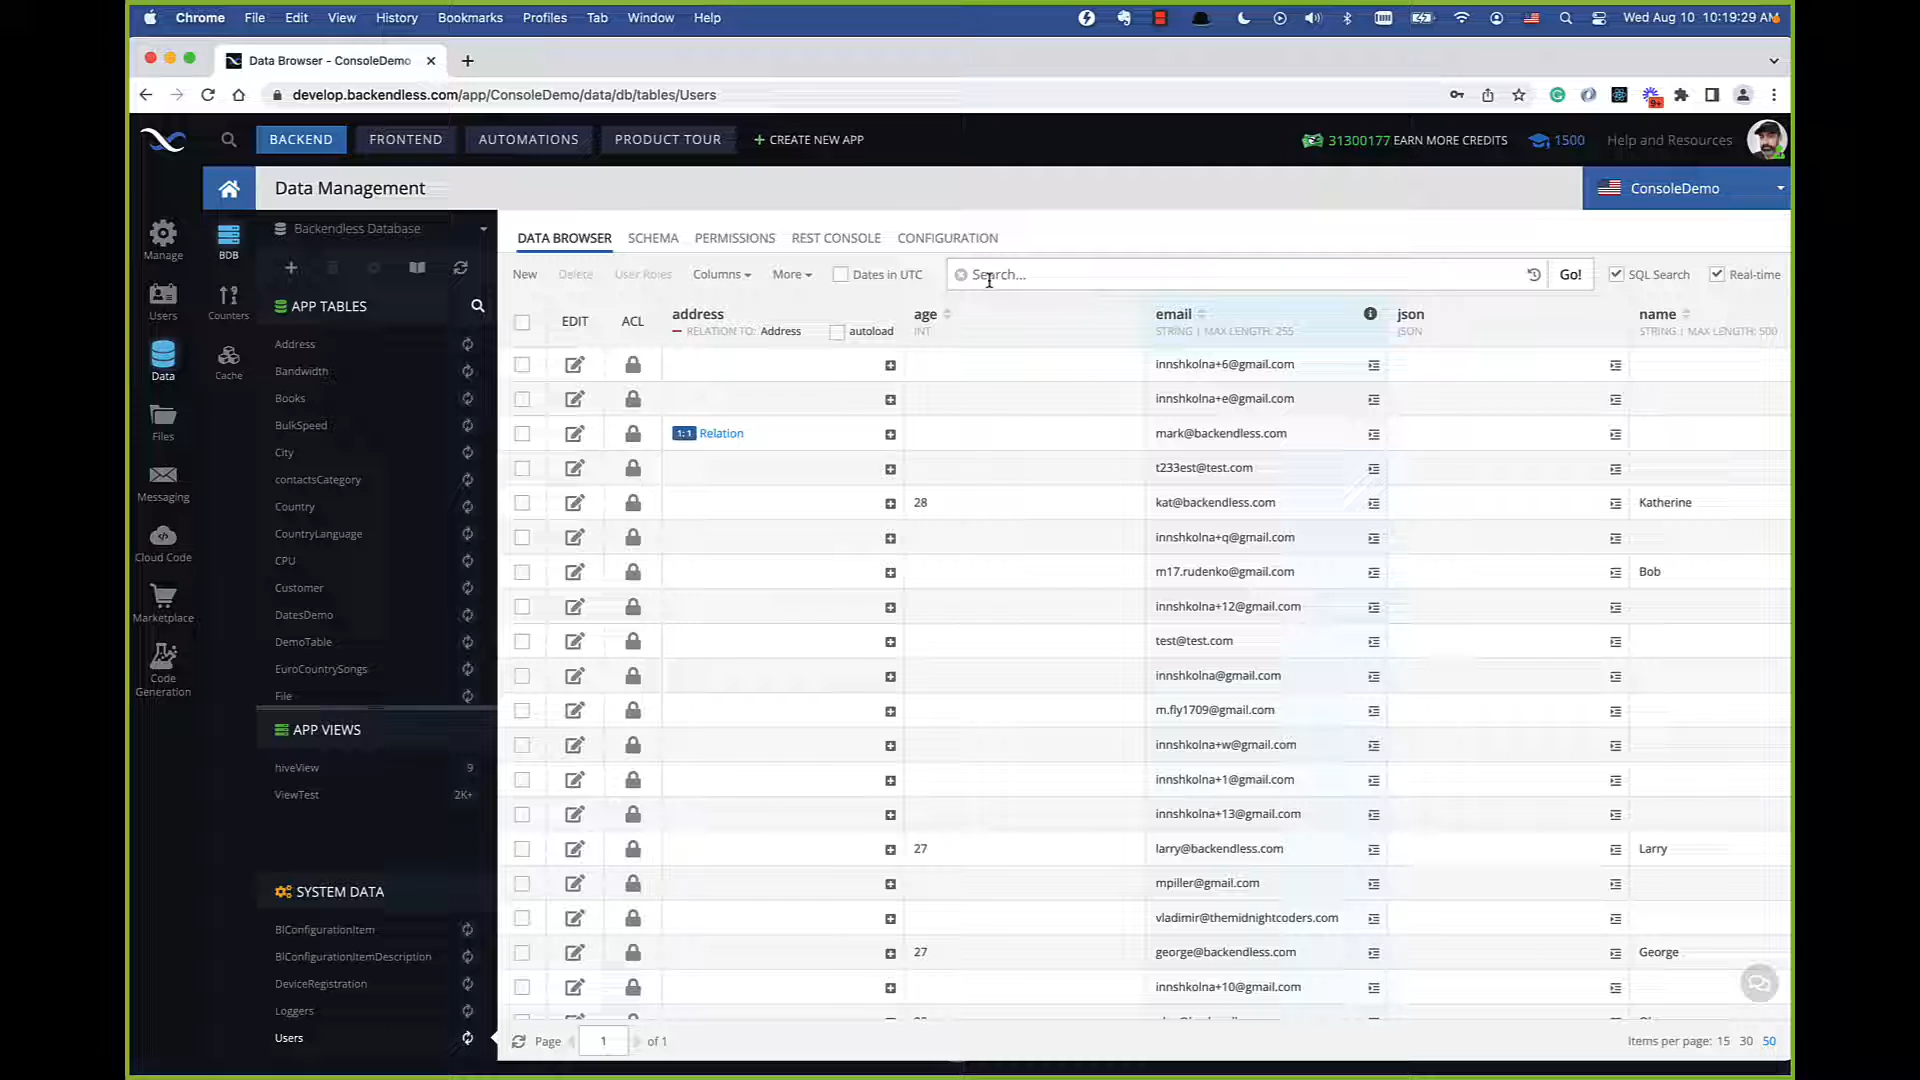 Chrome File Edit View History Bookmarks Profiles Tab Window Help Wed Aug 10 10:19:29 AM
Data Browser - ConsoleDemo
develop.backendless.com/app/ConsoleDemo/data/db/tables/Users 9+
BACKEND FRONTEND AUTOMATIONS PRODUCT TOUR + CREATE NEW APP 31300177 EARN MORE CREDITS 1500 Help and Resources
Data Management ConsoleDemo
Manage
Users
Data
Files
Messaging
Cloud Code
Marketplace
Code
Generation
BDB
Counters
Cache
Backendless Database
APP TABLES
Address
Bandwidth
Books
BulkSpeed
City
contactsCategory
Country
CountryLanguage
CPU
Customer
DatesDemo
DemoTable
EuroCountrySongs
File
APP VIEWS
hiveView 9
ViewTest 2K+
SYSTEM DATA
BlConfigurationItem
BlConfigurationItemDescription
DeviceRegistration
Loggers
Users
DATA BROWSER SCHEMA PERMISSIONS REST CONSOLE CONFIGURATION
New Delete User Roles Columns More Dates in UTC Search... Go! SQL Search Real-time
EDIT ACL address age email json name
RELATION TO: Address autoload INT STRING | MAX LENGTH: 255 JSON STRING | MAX LENGTH: 500
innshkolna+6@gmail.com
innshkolna+e@gmail.com
1:1 Relation mark@backendless.com
t233est@test.com
28 kat@backendless.com Katherine
innshkolna+q@gmail.com
m17.rudenko@gmail.com Bob
innshkolna+12@gmail.com
test@test.com
innshkolna@gmail.com
m.fly1709@gmail.com
innshkolna+w@gmail.com
innshkolna+1@gmail.com
innshkolna+13@gmail.com
27 larry@backendless.com Larry
mpiller@gmail.com
vladimir@themidnightcoders.com
27 george@backendless.com George
innshkolna+10@gmail.com
Page 1 of 1 Items per page: 15 30 50